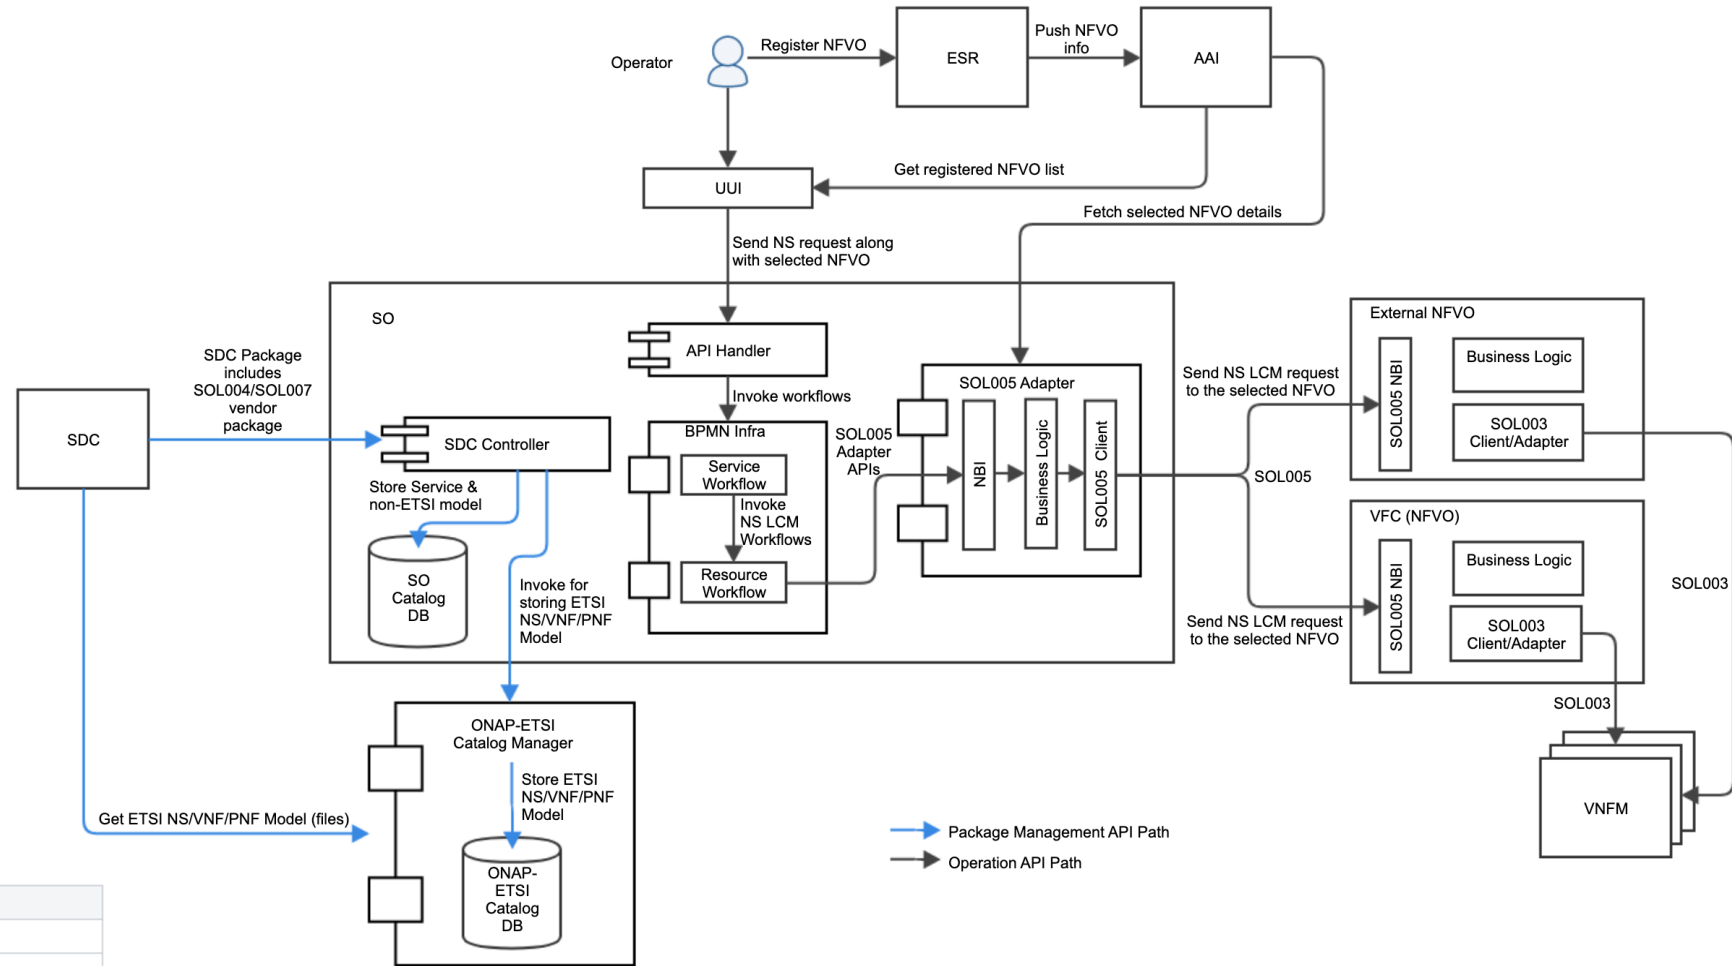 Operator
Register NFVO
ESR
Push NFVO
info
AAI
UUI
Get registered NFVO list
Fetch selected NFVO details
Send NS request along
with selected NFVO
SO
API Handler
Invoke workflows
SDC
SDC Package
includes
SOL004/SOL007
vendor
package
SDC Controller
Store Service &
non-ETSI model
SO
Catalog
DB
Invoke for
storing ETSI
NS/VNF/PNF
Model
BPMN Infra
Service
Workflow
Invoke
NS LCM
Workflows
Resource
Workflow
SOL005
Adapter
APIs
SOL005 Adapter
NBI
Business Logic
SOL005 Client
Send NS LCM request
to the selected NFVO
SOL005
Send NS LCM request
to the selected NFVO
External NFVO
SOL005 NBI
Business Logic
SOL003
Client/Adapter
VFC (NFVO)
SOL005 NBI
Business Logic
SOL003
Client/Adapter
SOL003
SOL003
VNFM
ONAP-ETSI
Catalog Manager
Store ETSI
NS/VNF/PNF
Model
ONAP-
ETSI
Catalog
DB
Get ETSI NS/VNF/PNF Model (files)
Package Management API Path
Operation API Path